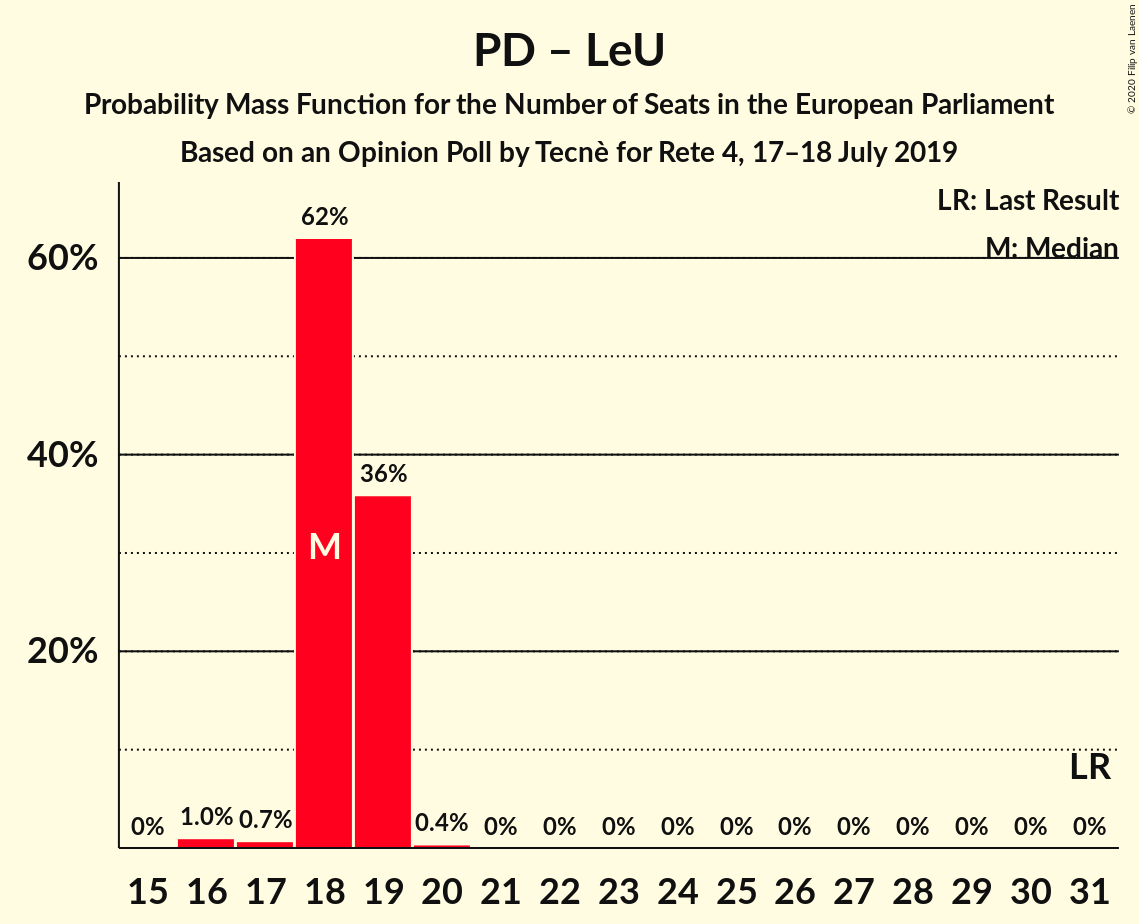 PD – LeU
Probability Mass Function for the Number of Seats in the European Parliament
Based on an Opinion Poll by Tecnè for Rete 4, 17–18 July 2019
© 2020 Filip van Laenen
LR: Last Result
M: Median
60%
40%
20%
62%
36%
M
LR
0% 1.0% 0.7% 0.4% 0% 0% 0% 0% 0% 0% 0% 0% 0% 0% 0%
15 16 17 18 19 20 21 22 23 24 25 26 27 28 29 30 31